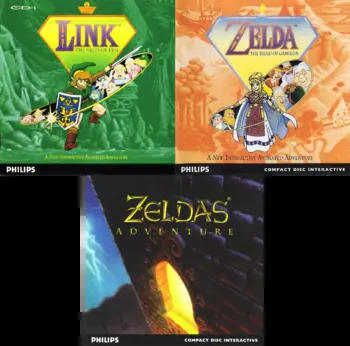 CD-i
LINK
THE FACES OF EVIL
A NEW INTERACTIVE ANIMATED ADVENTURE
PHILIPS
ZELDA
THE WAND OF GAMELON
A NEW INTERACTIVE ANIMATED ADVENTURE
PHILIPS
COMPACT DISC INTERACTIVE
ZELDA'S
ADVENTURE
PHILIPS
COMPACT DISC INTERACTIVE